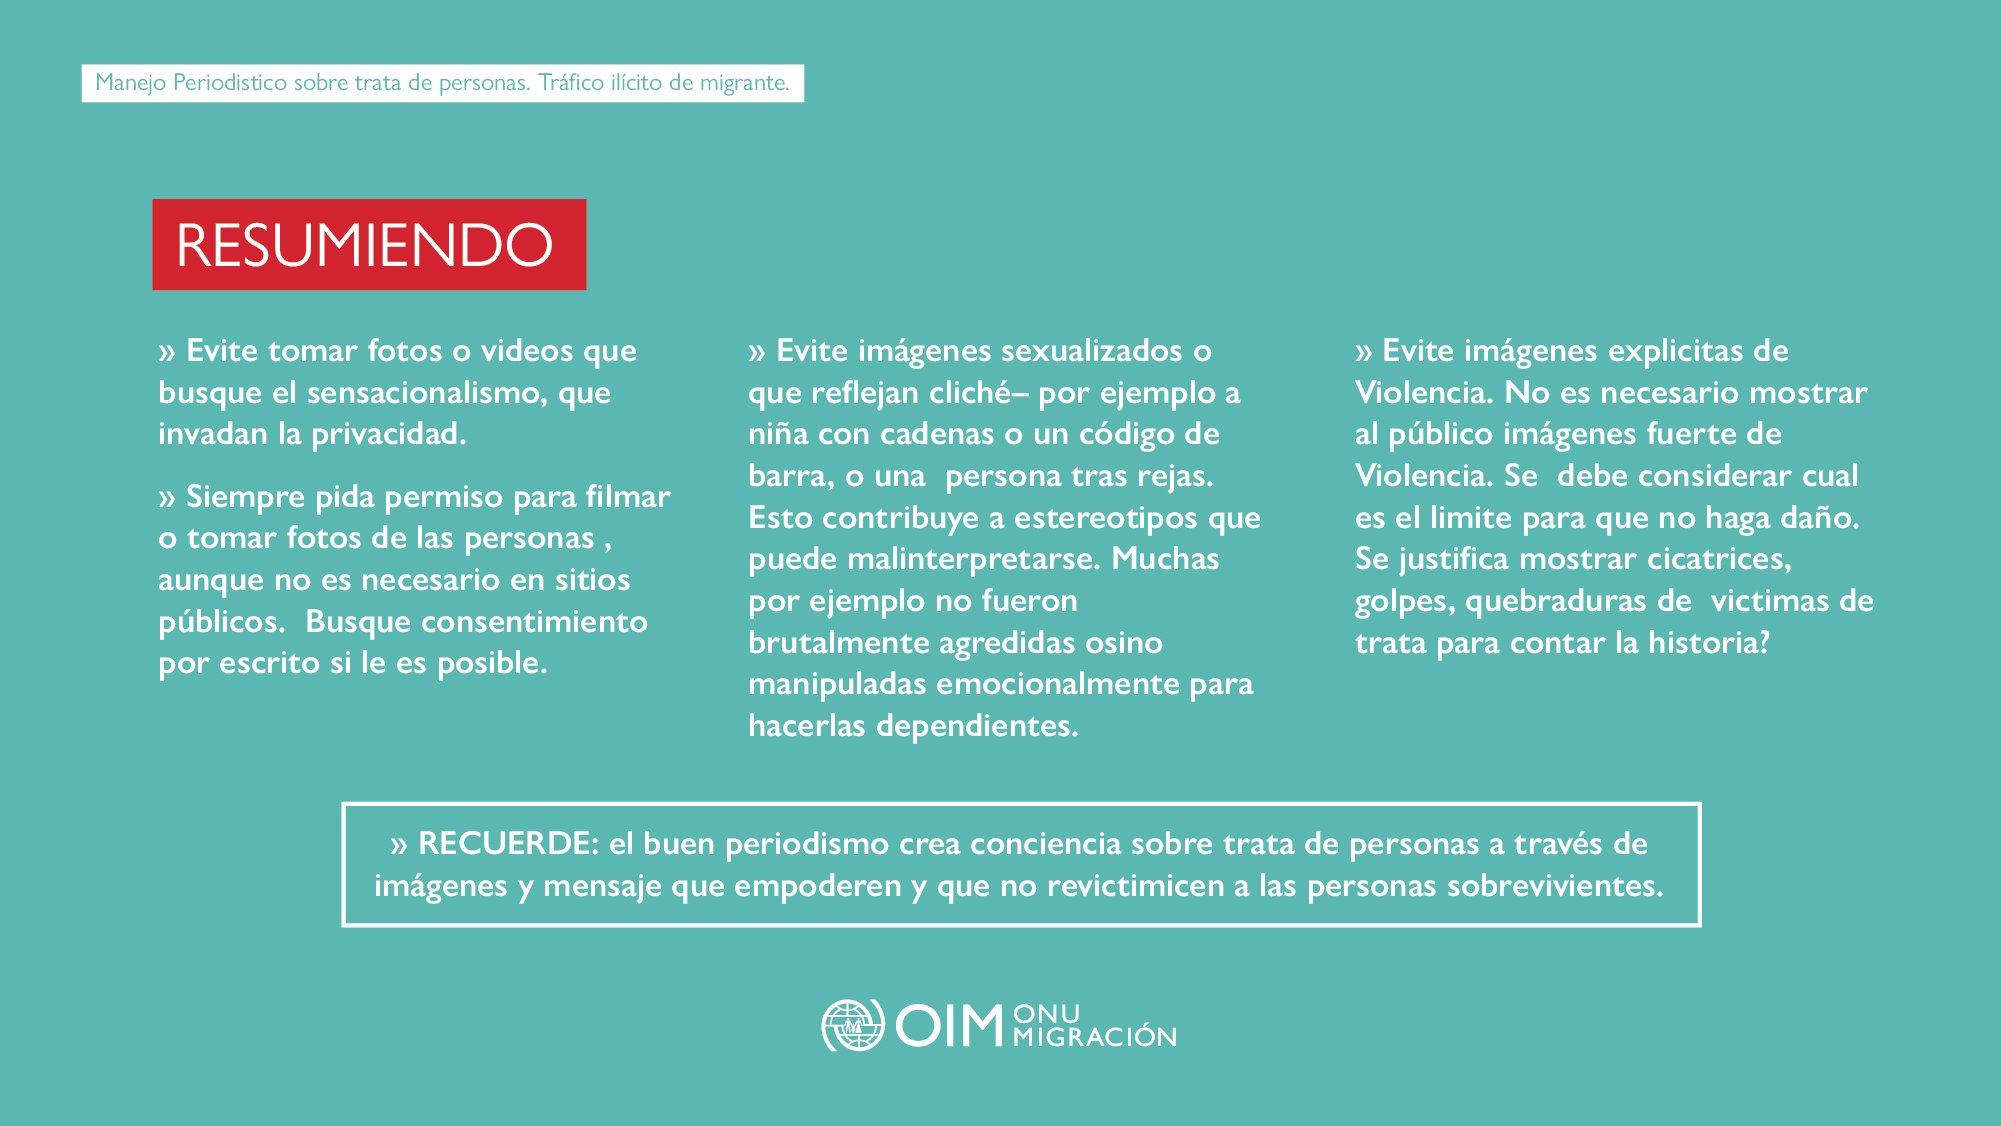 Manejo Periodistico sobre trata de personas. Tráfico ilícito de migrante.
RESUMIENDO
» Evite tomar fotos o videos que
busque el sensacionalismo, que
invadan la privacidad.
» Siempre pida permiso para filmar
o tomar fotos de las personas ,
aunque no es necesario en sitios
públicos.  Busque consentimiento
por escrito si le es posible.
» Evite imágenes sexualizados o
que reflejan cliché– por ejemplo a
niña con cadenas o un código de
barra, o una  persona tras rejas.
Esto contribuye a estereotipos que
puede malinterpretarse. Muchas
por ejemplo no fueron
brutalmente agredidas osino
manipuladas emocionalmente para
hacerlas dependientes.
» Evite imágenes explicitas de
Violencia. No es necesario mostrar
al público imágenes fuerte de
Violencia. Se  debe considerar cual
es el limite para que no haga daño.
Se justifica mostrar cicatrices,
golpes, quebraduras de  victimas de
trata para contar la historia?
» RECUERDE: el buen periodismo crea conciencia sobre trata de personas a través de
imágenes y mensaje que empoderen y que no revictimicen a las personas sobrevivientes.
OIM ONU
MIGRACIÓN